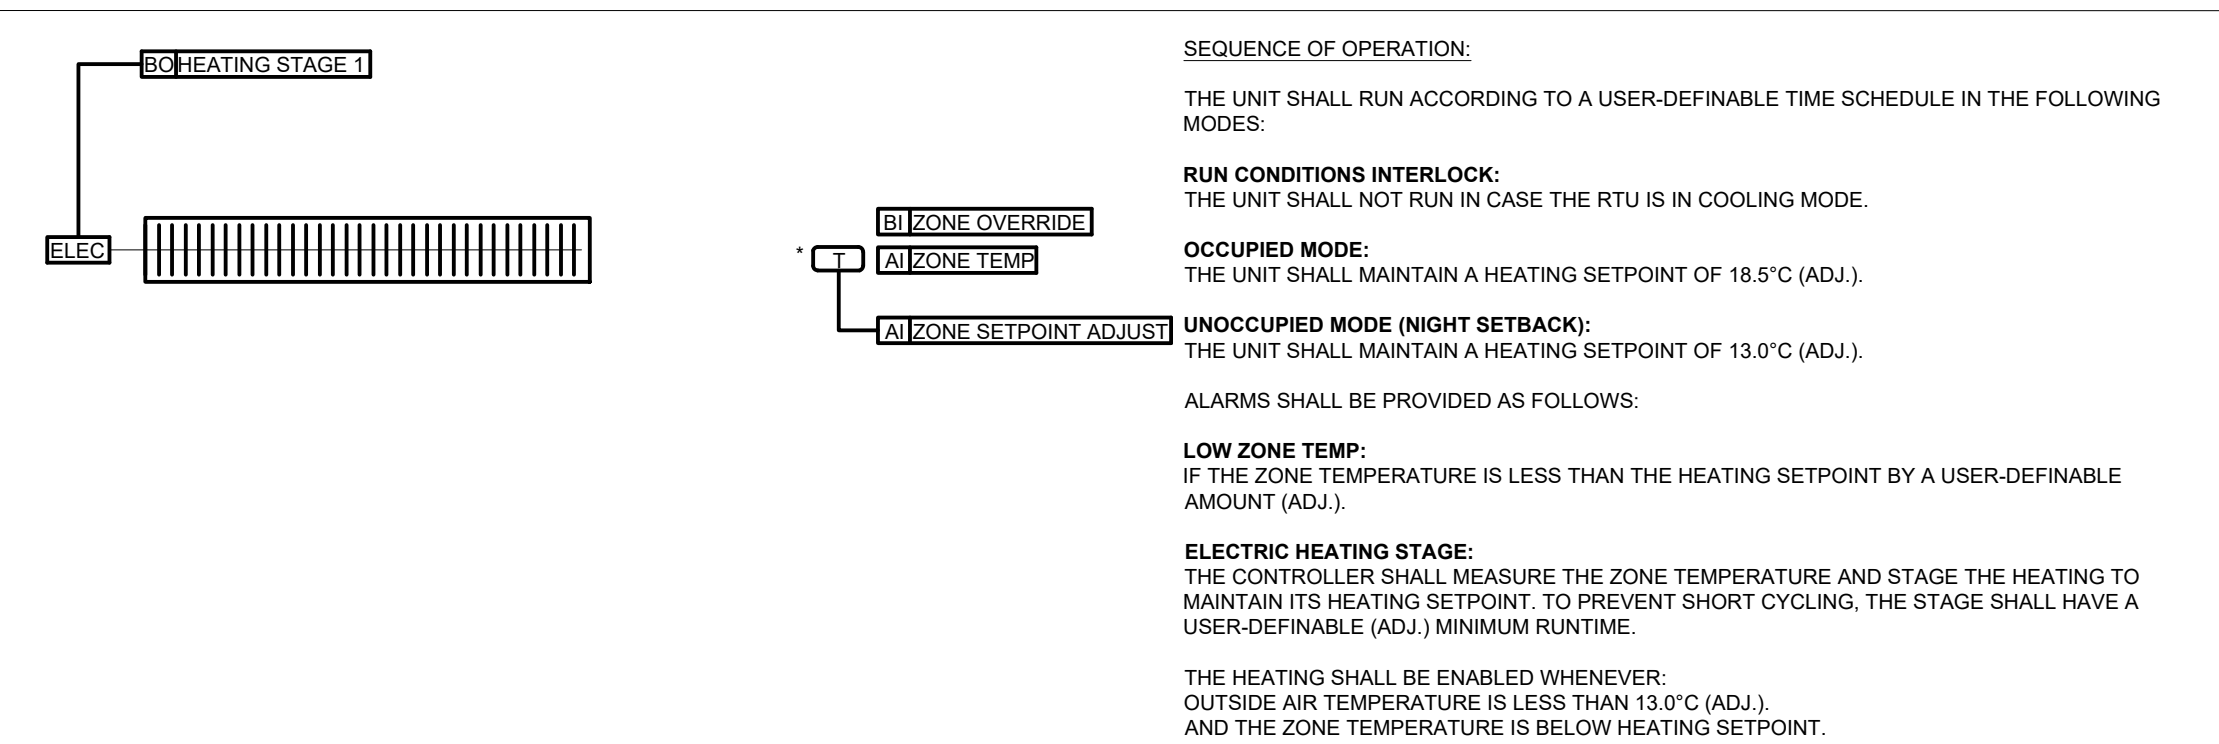 BO HEATING STAGE 1
ELEC
BI ZONE OVERRIDE
* T AI ZONE TEMP
AI ZONE SETPOINT ADJUST
SEQUENCE OF OPERATION:
THE UNIT SHALL RUN ACCORDING TO A USER-DEFINABLE TIME SCHEDULE IN THE FOLLOWING
MODES:
RUN CONDITIONS INTERLOCK:
THE UNIT SHALL NOT RUN IN CASE THE RTU IS IN COOLING MODE.
OCCUPIED MODE:
THE UNIT SHALL MAINTAIN A HEATING SETPOINT OF 18.5°C (ADJ.).
UNOCCUPIED MODE (NIGHT SETBACK):
THE UNIT SHALL MAINTAIN A HEATING SETPOINT OF 13.0°C (ADJ.).
ALARMS SHALL BE PROVIDED AS FOLLOWS:
LOW ZONE TEMP:
IF THE ZONE TEMPERATURE IS LESS THAN THE HEATING SETPOINT BY A USER-DEFINABLE
AMOUNT (ADJ.).
ELECTRIC HEATING STAGE:
THE CONTROLLER SHALL MEASURE THE ZONE TEMPERATURE AND STAGE THE HEATING TO
MAINTAIN ITS HEATING SETPOINT. TO PREVENT SHORT CYCLING, THE STAGE SHALL HAVE A
USER-DEFINABLE (ADJ.) MINIMUM RUNTIME.
THE HEATING SHALL BE ENABLED WHENEVER:
OUTSIDE AIR TEMPERATURE IS LESS THAN 13.0°C (ADJ.).
AND THE ZONE TEMPERATURE IS BELOW HEATING SETPOINT.